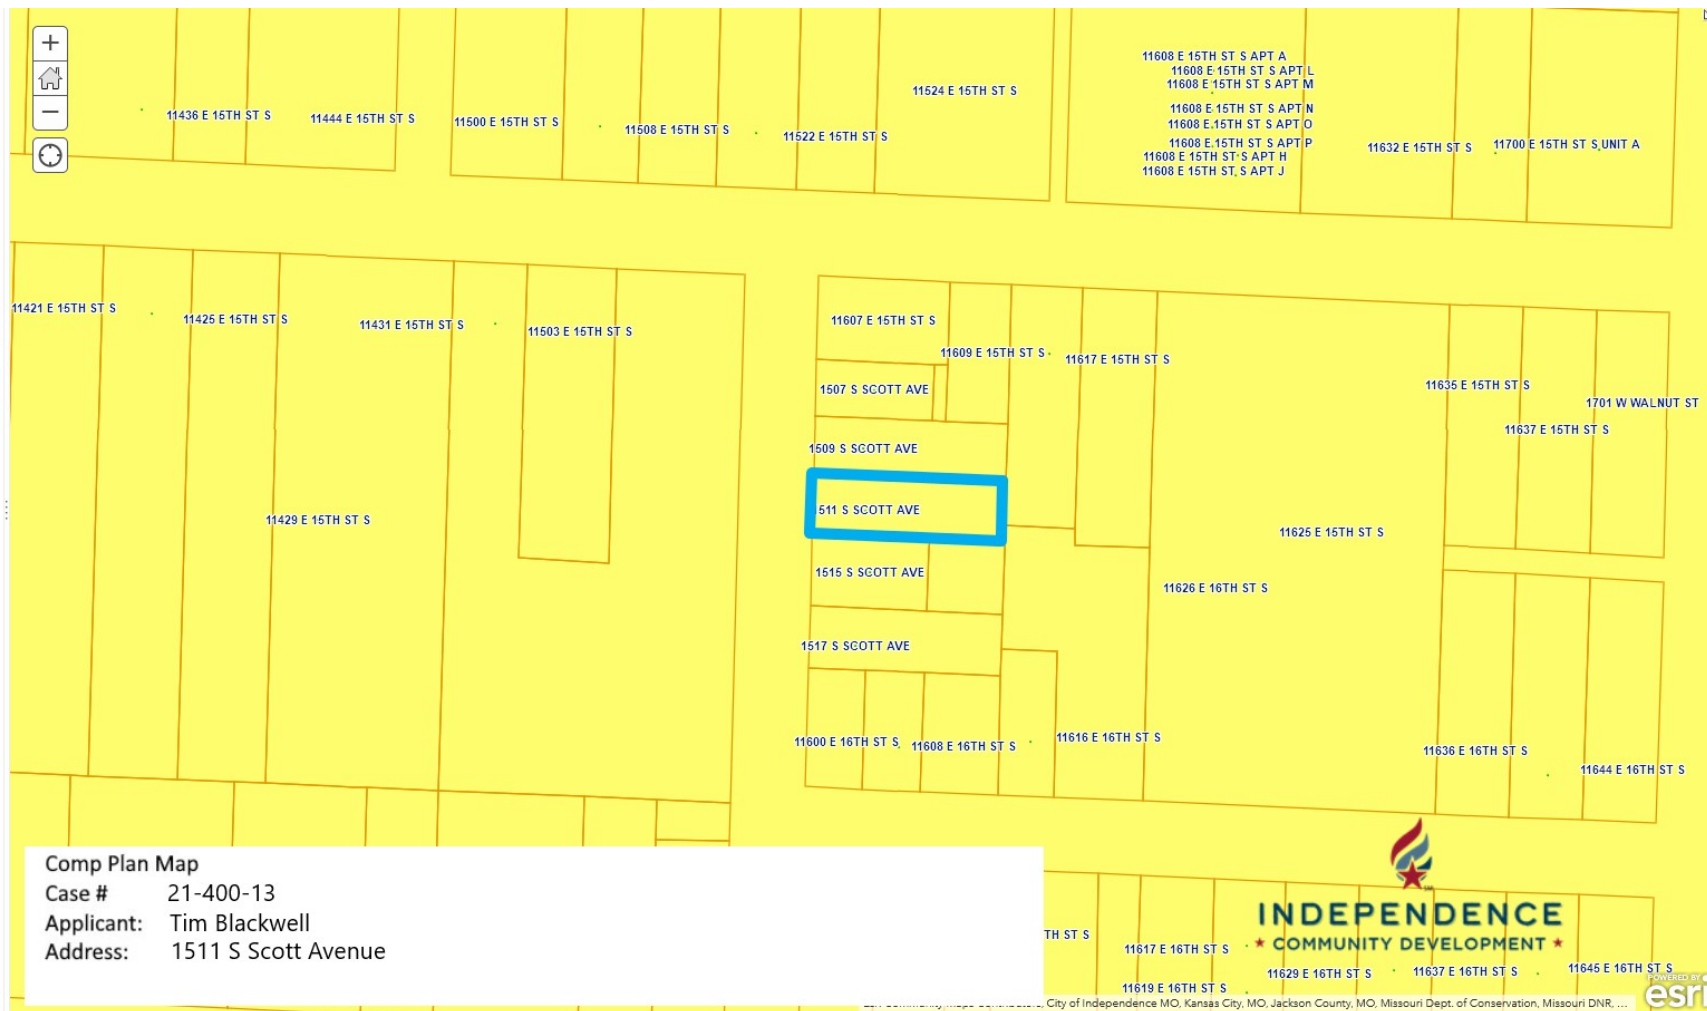 11608 E 15TH ST S APT A
11608 E 15TH ST S APT L
11608 E 15TH ST S APT M
11524 E 15TH ST S
11608 E 15TH ST S APT N
11436 E 15TH ST S
11444 E 15TH ST S
11500 E 15TH ST S
11508 E 15TH ST S
11522 E 15TH ST S
11608 E 15TH ST S APT O
11608 E 15TH ST S APT P
11608 E 15TH ST S APT H
11608 E 15TH ST S APT J
11632 E 15TH ST S
11700 E 15TH ST S UNIT A
11421 E 15TH ST S
11425 E 15TH ST S
11431 E 15TH ST S
11503 E 15TH ST S
11607 E 15TH ST S
11609 E 15TH ST S
11617 E 15TH ST S
1507 S SCOTT AVE
11635 E 15TH ST S
1701 W WALNUT ST
11637 E 15TH ST S
1509 S SCOTT AVE
511 S SCOTT AVE
11429 E 15TH ST S
11625 E 15TH ST S
1515 S SCOTT AVE
11626 E 16TH ST S
1517 S SCOTT AVE
11600 E 16TH ST S
11608 E 16TH ST S
11616 E 16TH ST S
11636 E 16TH ST S
11644 E 16TH ST S
Comp Plan Map
Case # 21-400-13
Applicant: Tim Blackwell
Address: 1511 S Scott Avenue
INDEPENDENCE
COMMUNITY DEVELOPMENT
TH ST S
11617 E 16TH ST S
11629 E 16TH ST S
11637 E 16TH ST S
11645 E 16TH ST S
11619 E 16TH ST S
City of Independence MO, Kansas City, MO, Jackson County, MO, Missouri Dept. of Conservation, Missouri DNR, ...
POWERED BY
esri